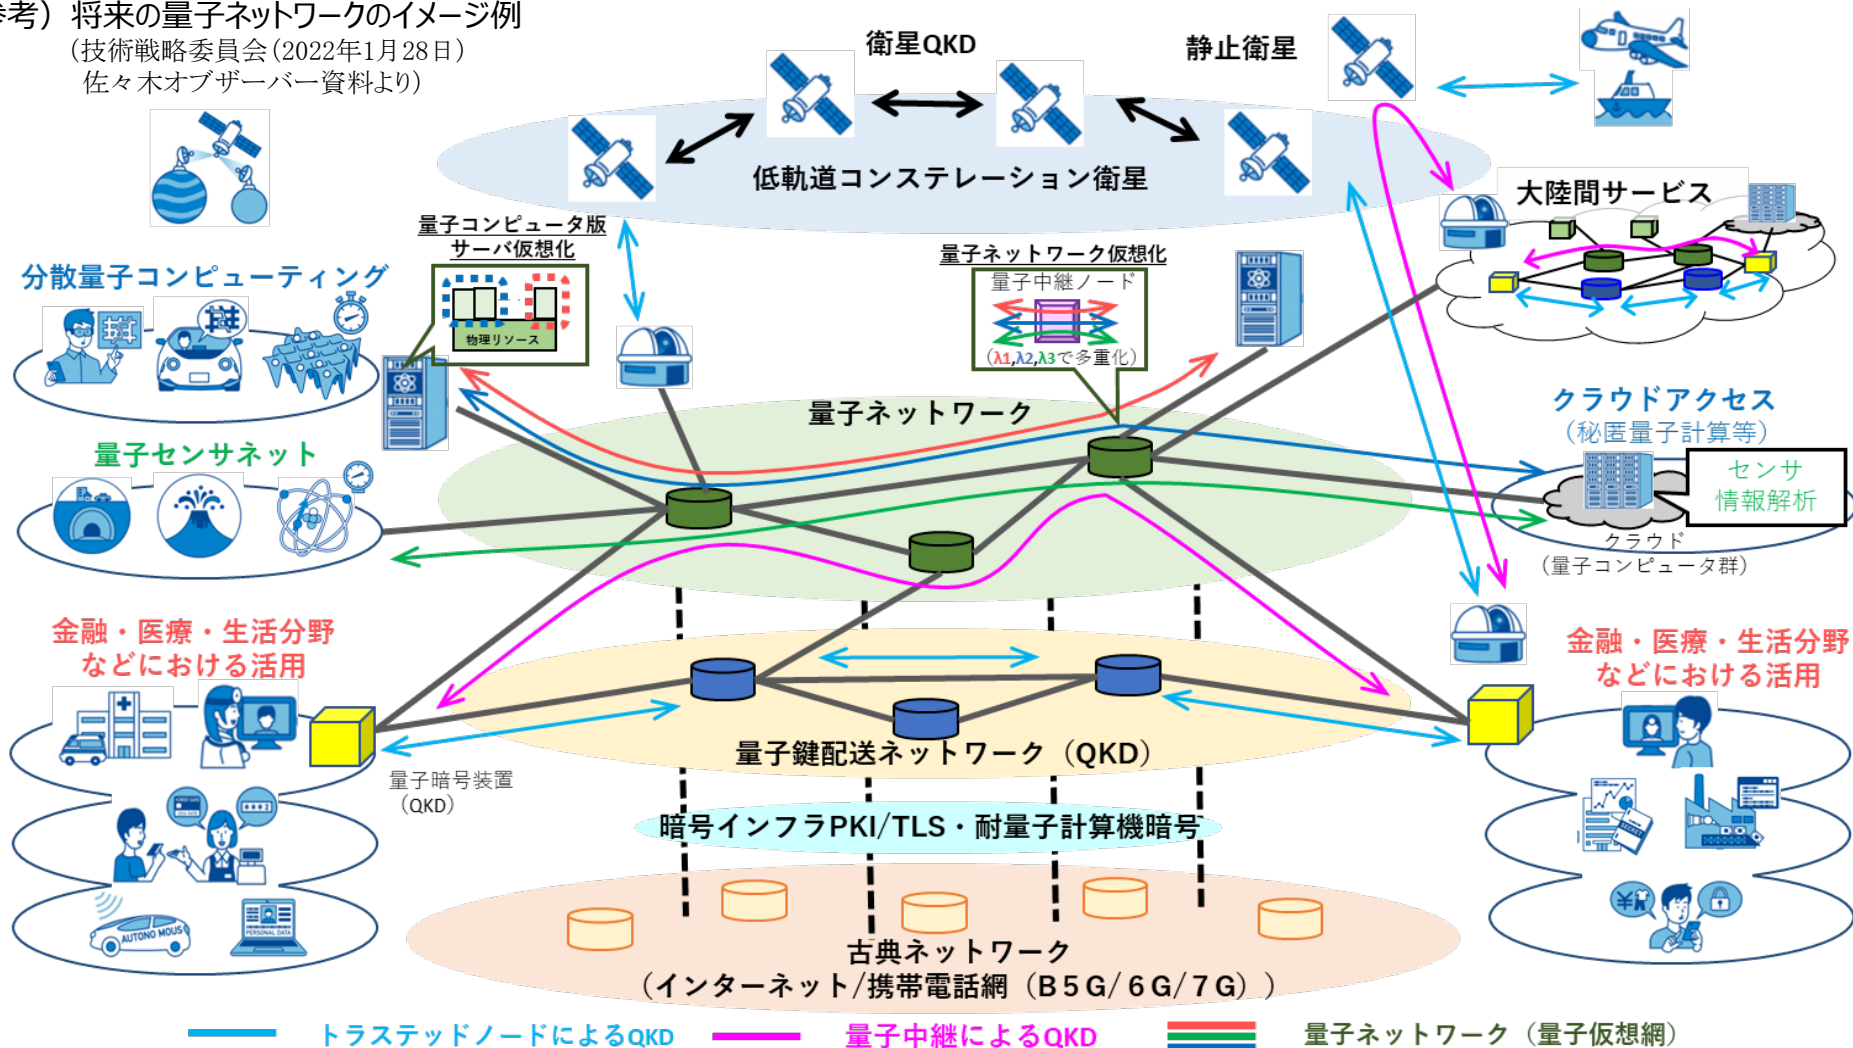 考）将来の量子ネットワークのイメージ例
（技術戦略委員会（2022年1月28日）
佐々木オブザーバー資料より）
衛星QKD
静止衛星
低軌道コンステレーション衛星
大陸間サービス
量子コンピュータ版
サーバ仮想化
物理リソース
量子ネットワーク仮想化
量子中継ノード
（λ1,λ2,λ3で多重化）
分散量子コンピューティング
量子センサネット
量子ネットワーク
クラウドアクセス
（秘匿量子計算等）
センサ
情報解析
クラウド
（量子コンピュータ群）
金融・医療・生活分野
などにおける活用
金融・医療・生活分野
などにおける活用
量子鍵配送ネットワーク（QKD）
量子暗号装置
（QKD）
SECRET
暗号インフラPKI/TLS・耐量子計算機暗号
AUTONOMOUS
PERSONAL DATA
¥
古典ネットワーク
（インターネット/携帯電話網（B５G/６G/７G））
トラステッドノードによるQKD
量子中継によるQKD
量子ネットワーク（量子仮想網）